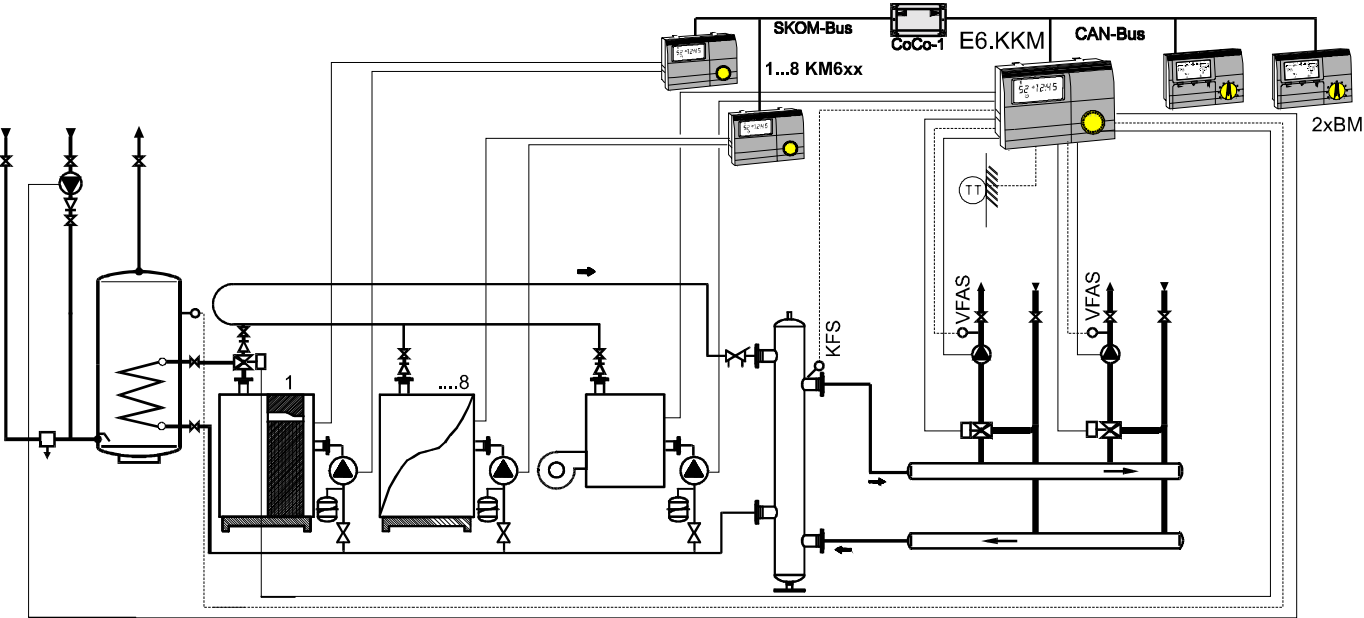 SKOM-Bus
CoCo-1
E6.KKM
CAN-Bus
1...8 KM6xx
2xBM
TT
VFAS
VFAS
KFS
1
.....8